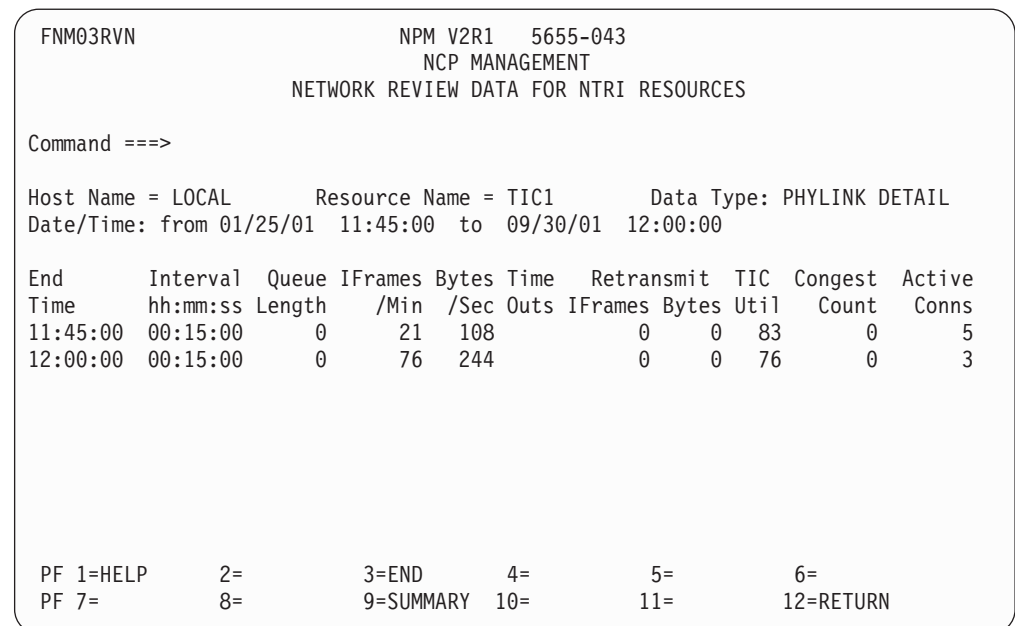 FNM03RVN                      NPM V2R1   5655-043
NCP MANAGEMENT
NETWORK REVIEW DATA FOR NTRI RESOURCES
Command ===>
Host Name = LOCAL        Resource Name = TIC1         Data Type: PHYLINK DETAIL
Date/Time: from 01/25/01  11:45:00  to  09/30/01  12:00:00
End        Interval  Queue IFrames Bytes Time   Retransmit  TIC  Congest  Active
Time       hh:mm:ss Length    /Min  /Sec Outs IFrames Bytes Util   Count   Conns
11:45:00  00:15:00      0      21   108            0     0   83       0       5
12:00:00  00:15:00      0      76   244            0     0   76       0       3
PF 1=HELP      2=           3=END       4=           5=           6=
PF 7=          8=           9=SUMMARY  10=          11=          12=RETURN